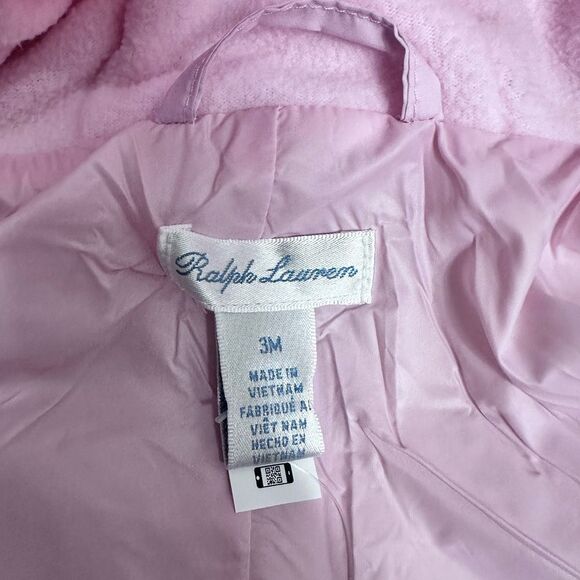 Ralph Lauren
3M
MADE IN
VIETNAM
FABRIQUÉ AU
VIÊT NAM
HECHO EN
VIETNAM